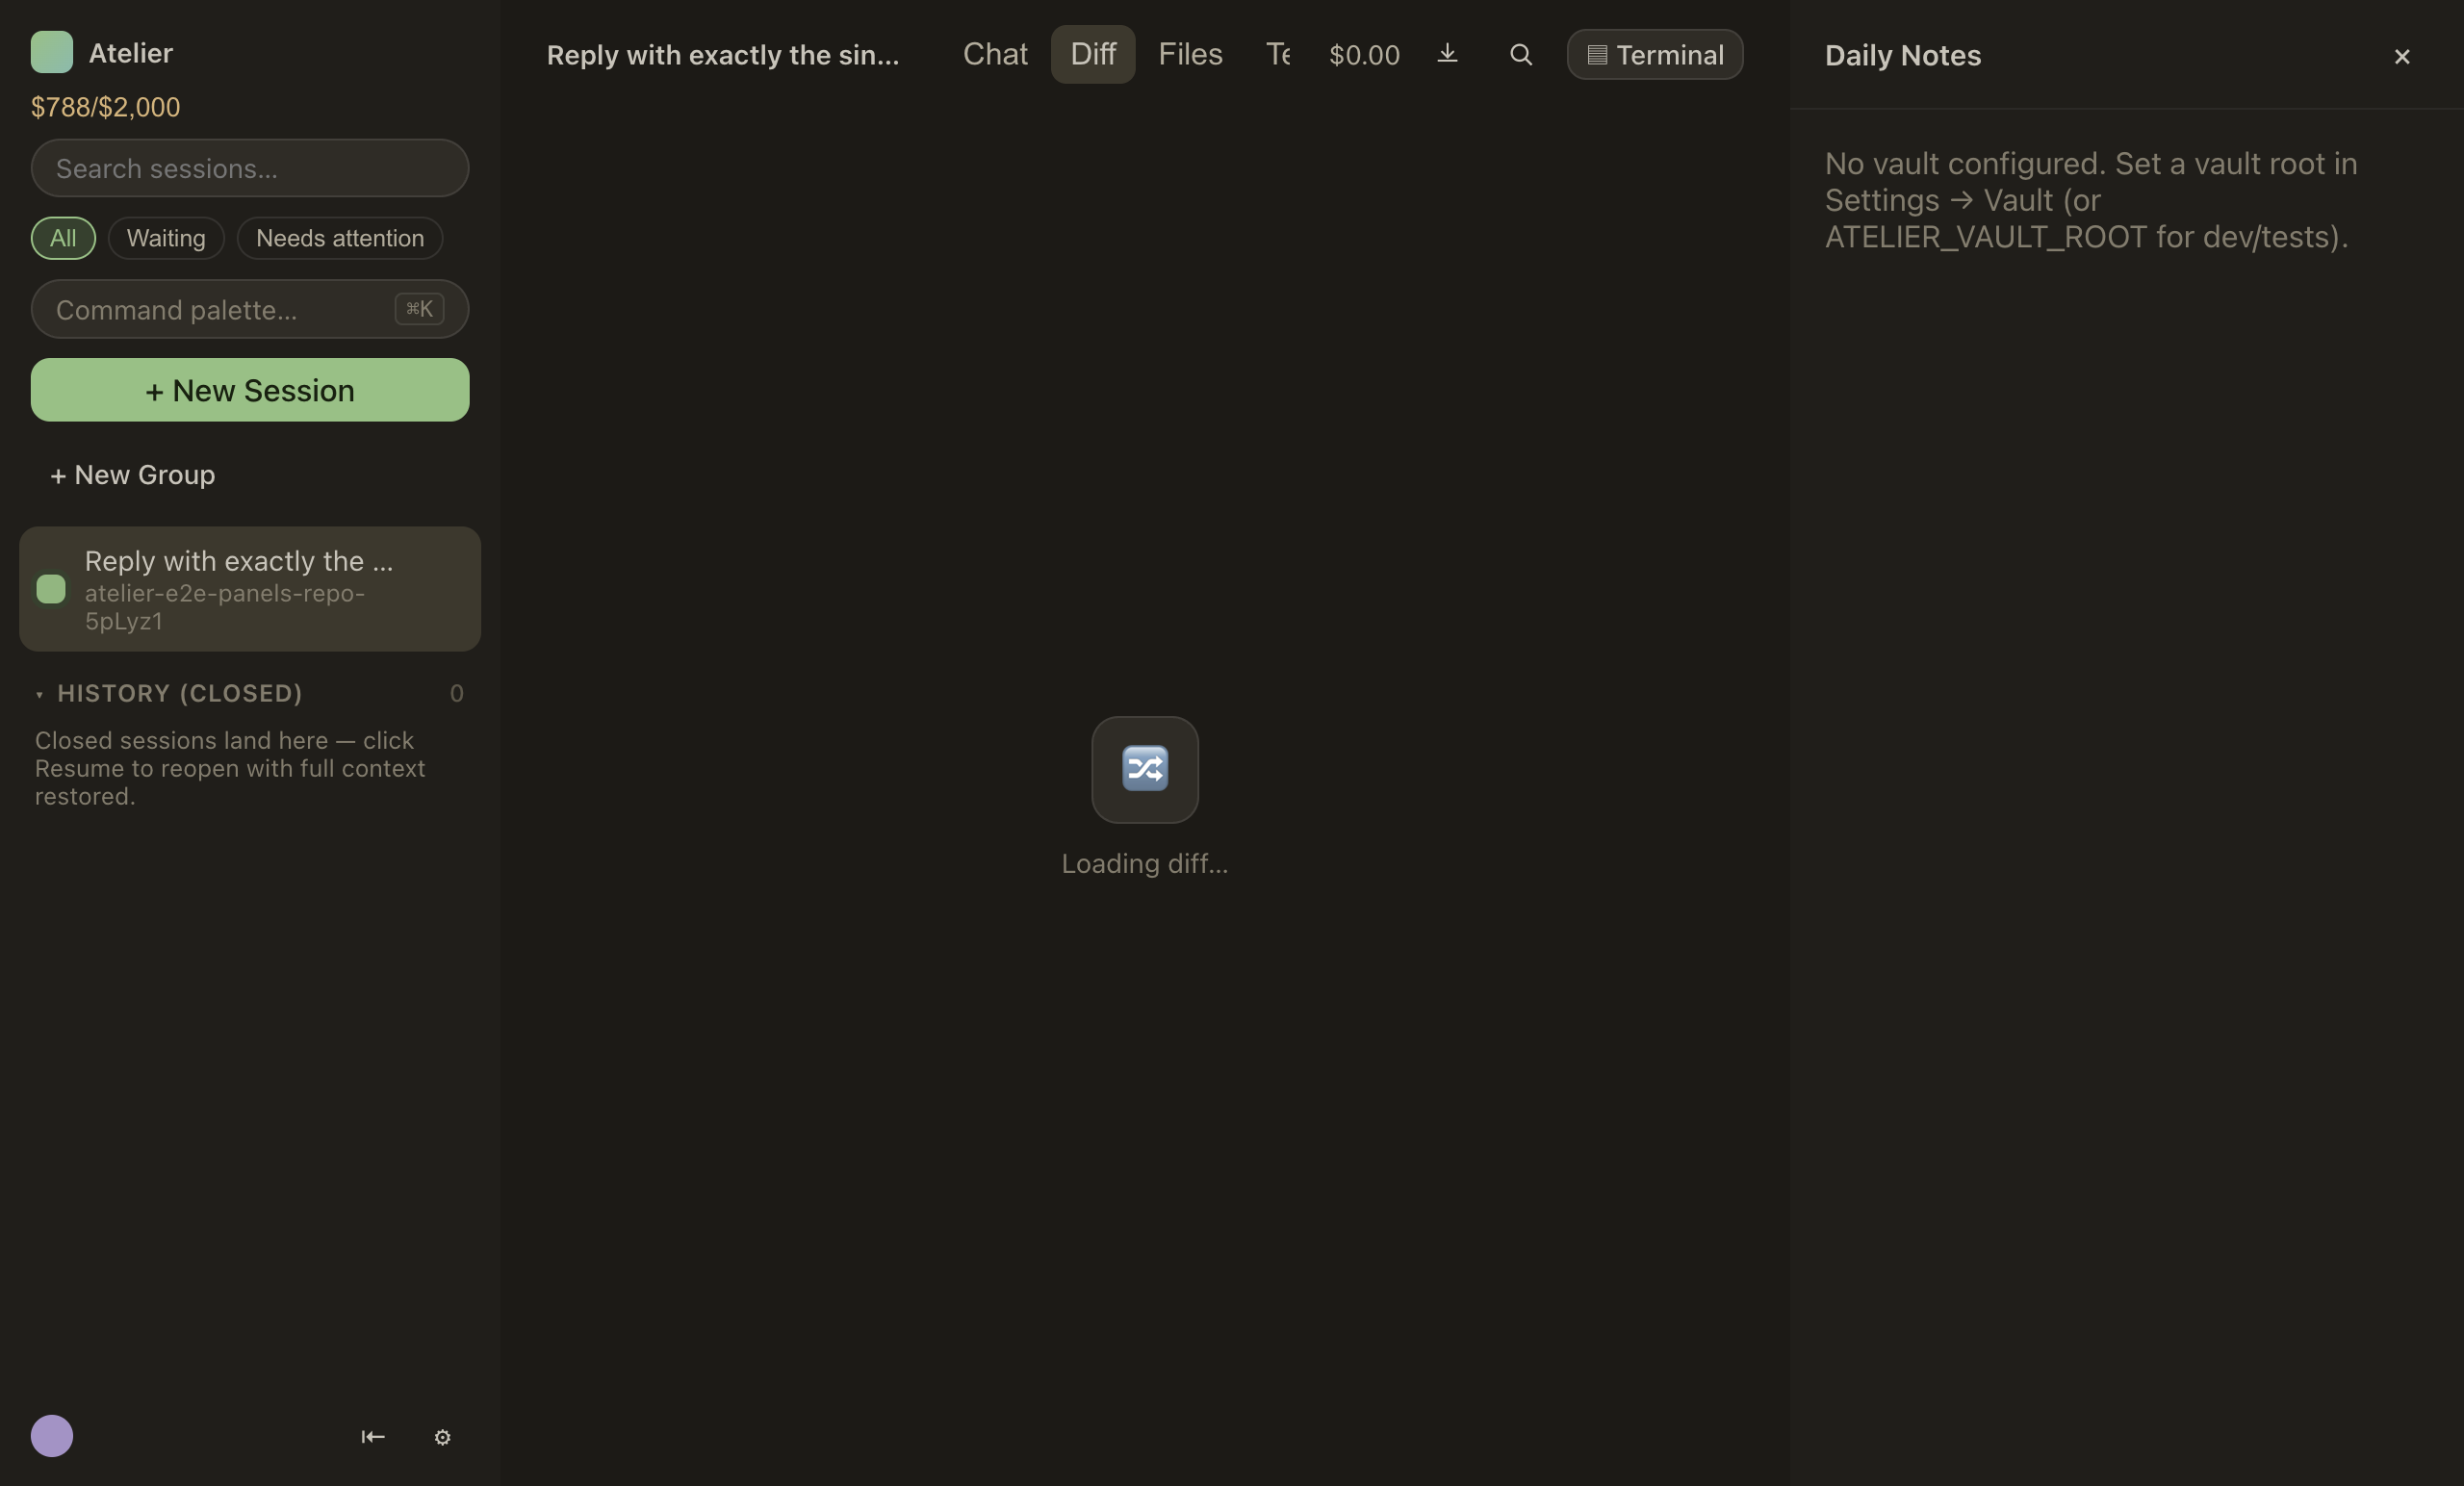 Atelier
$788/$2,000
Search sessions...
All
Waiting
Needs attention
Command palette...
⌘K
+ New Session
+ New Group
Reply with exactly the ...
atelier-e2e-panels-repo-
5pLyz1
HISTORY (CLOSED)
0
Closed sessions land here — click
Resume to reopen with full context
restored.
Reply with exactly the sin...
Chat
Diff
Files
Te
$0.00
Terminal
Loading diff...
Daily Notes
No vault configured. Set a vault root in
Settings → Vault (or
ATELIER_VAULT_ROOT for dev/tests).